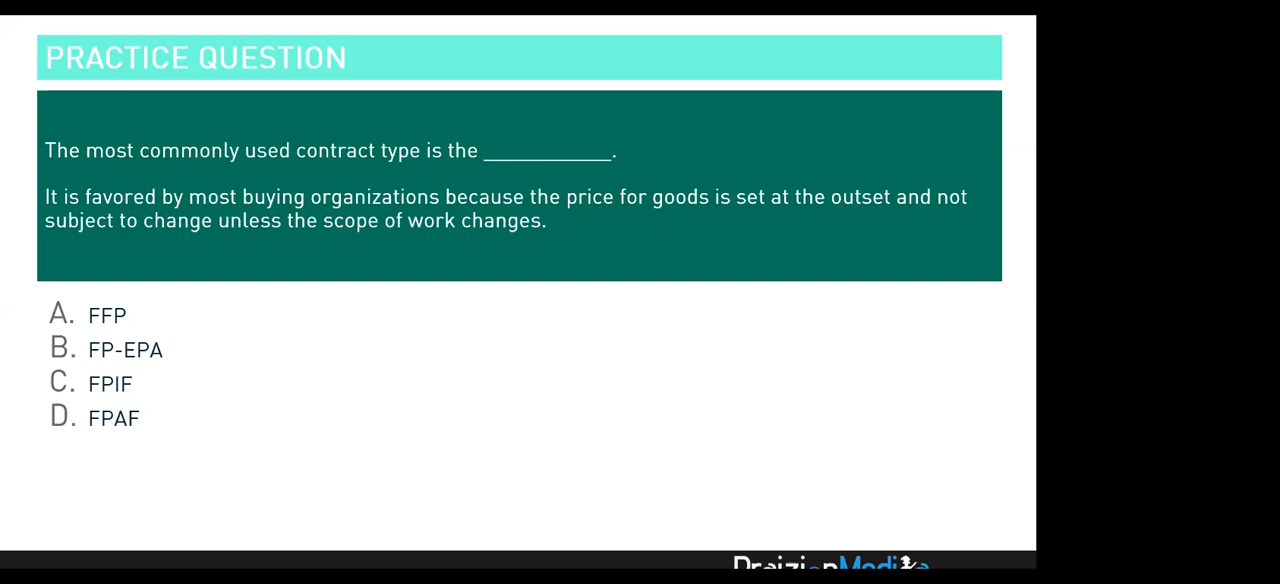 PRACTICE QUESTION
The most commonly used contract type is the ____________.
It is favored by most buying organizations because the price for goods is set at the outset and not
subject to change unless the scope of work changes.
A. FFP
B. FP-EPA
C. FPIF
D. FPAF